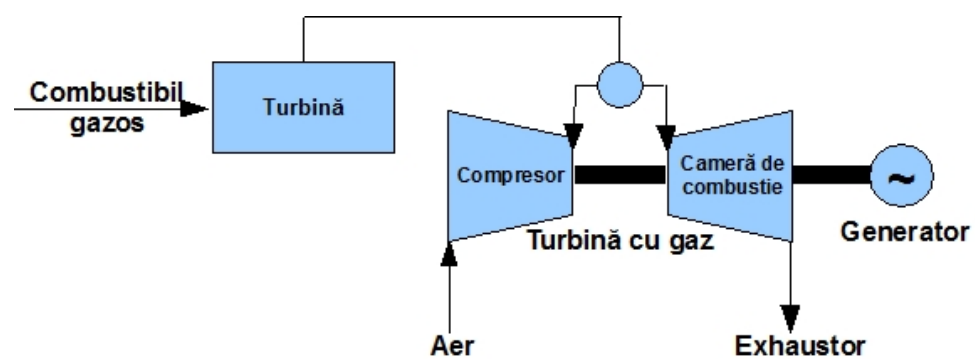 Combustibil
gazos
Turbină
Compresor
Cameră de
combustie
~
Generator
Turbină cu gaz
Aer
Exhaustor